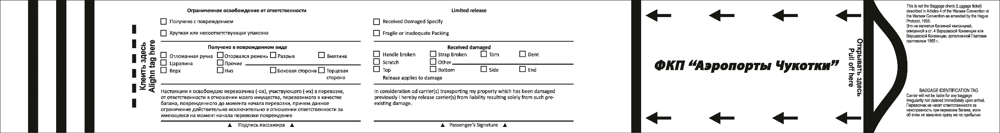 Клеить здесь
Alighn tag here
Ограниченное освобождение от ответственности
Получено с повреждением
Хрупкая или несоответствующая упаковка
Получено в поврежденном виде
Отломанная ручка Оторвался ремень Разрыв Вмятина
Царапина Прочие
Верх Низ Боковая сторона Торцевая
сторона
Настоящим я освобождаю перевозчика (-ов), участвующего (-их) в перевозке,
от ответственности в отношении моего имущества, перевозимого в качестве
багажа, поврежденного до момента начала перевозки, причем данное
ограничение действительно исключительно в отношении ответственности за
имеющееся на момент начала перевозки повреждение
▲ Подпись пассажира ▲
Limited release
Received Damaged Specify
Fragile or Inadequate Packing
Received damaged
Handle broken Strap broken Torn Dent
Scratch Other
Top Bottom Side End
Release applies to damage
In consideration od carrier(s) transporting my property which has been damaged
previously I hereby release carrier(s) from liability resulting solely from such pre-
existing damage.
▲ Passenger’s Signature ▲
ФКП “Аэропорты Чукотки”
Открывать здесь
Pull off here
This is not the Baggage check (Luggage ticket)
described in Articles 4 of the Warsaw Convention or
the Warsaw Convention as amended by the Hague
Protocol, 1955.
Это не является багажной квитанцией,
описанной в ст. 4 Варшавской Конвенции или
Варшавской Конвенции, дополненной Гаагским
протоколом 1955 г.
BAGGAGE IDENTIFICATION TAG
Carrier will not be liable for any baggage
irregularity not claimed immediately upon arrival.
Перевозчик не несет ответственности за
неисправность при перевозке багажа, если
об этом не заявлено сразу же по прибытии.